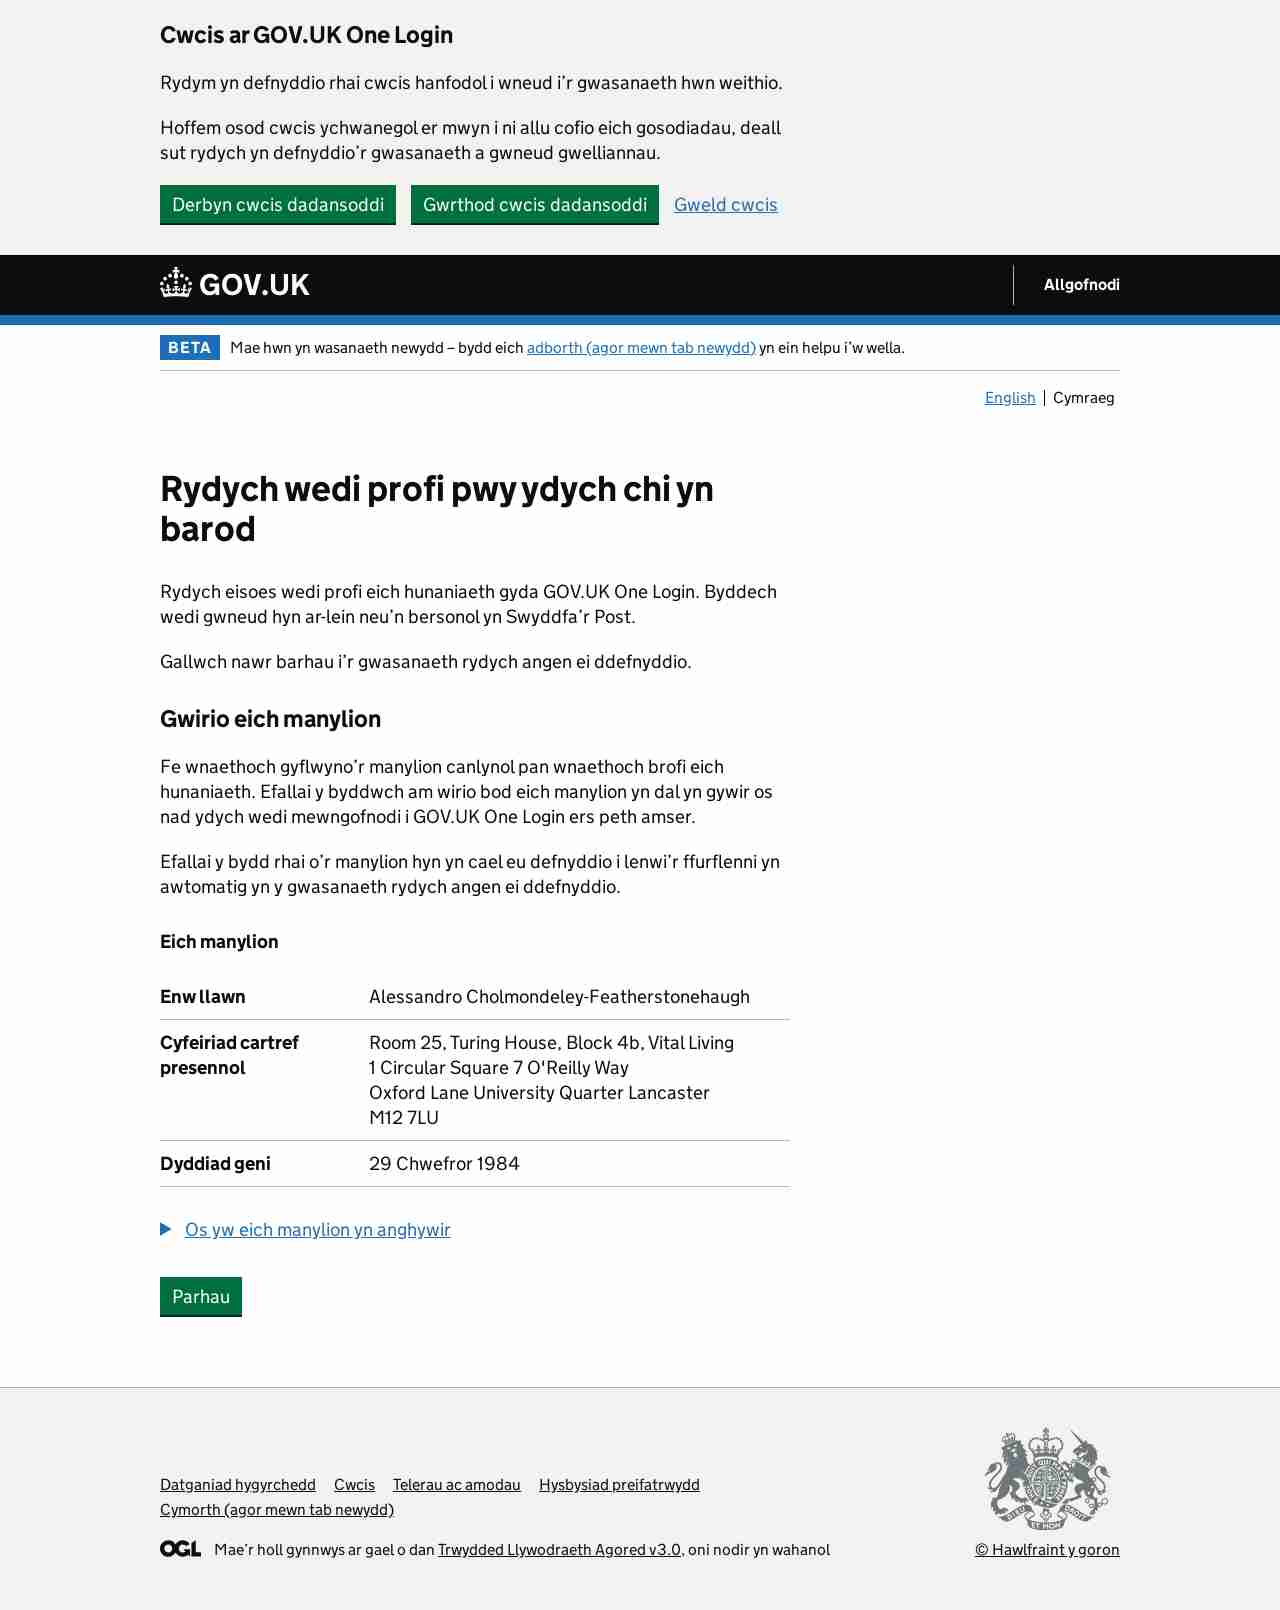 Cwcis ar GOV.UK One Login
Rydym yn defnyddio rhai cwcis hanfodol i wneud i’r gwasanaeth hwn weithio.
Hoffem osod cwcis ychwanegol er mwyn i ni allu cofio eich gosodiadau, deall
sut rydych yn defnyddio’r gwasanaeth a gwneud gwelliannau.
Derbyn cwcis dadansoddi Gwrthod cwcis dadansoddi Gweld cwcis
GOV.UK Allgofnodi
BETA Mae hwn yn wasanaeth newydd – bydd eich adborth (agor mewn tab newydd) yn ein helpu i’w wella.
English Cymraeg
Rydych wedi profi pwy ydych chi yn
barod
Rydych eisoes wedi profi eich hunaniaeth gyda GOV.UK One Login. Byddech
wedi gwneud hyn ar-lein neu’n bersonol yn Swyddfa’r Post.
Gallwch nawr barhau i’r gwasanaeth rydych angen ei ddefnyddio.
Gwirio eich manylion
Fe wnaethoch gyflwyno’r manylion canlynol pan wnaethoch brofi eich
hunaniaeth. Efallai y byddwch am wirio bod eich manylion yn dal yn gywir os
nad ydych wedi mewngofnodi i GOV.UK One Login ers peth amser.
Efallai y bydd rhai o’r manylion hyn yn cael eu defnyddio i lenwi’r ffurflenni yn
awtomatig yn y gwasanaeth rydych angen ei ddefnyddio.
Eich manylion
Enw llawn Alessandro Cholmondeley-Featherstonehaugh
Cyfeiriad cartref Room 25, Turing House, Block 4b, Vital Living
presennol 1 Circular Square 7 O'Reilly Way
Oxford Lane University Quarter Lancaster
M12 7LU
Dyddiad geni 29 Chwefror 1984
Os yw eich manylion yn anghywir
Parhau
Datganiad hygyrchedd Cwcis Telerau ac amodau Hysbysiad preifatrwydd
Cymorth (agor mewn tab newydd)
DIEU ET MON DROIT
OGL Mae’r holl gynnwys ar gael o dan Trwydded Llywodraeth Agored v3.0, oni nodir yn wahanol © Hawlfraint y goron